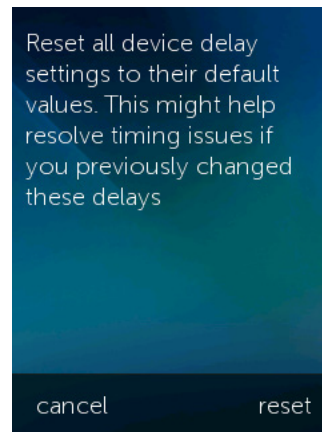 Reset all device delay
settings to their default
values. This might help
resolve timing issues if
you previously changed
these delays
cancel
reset